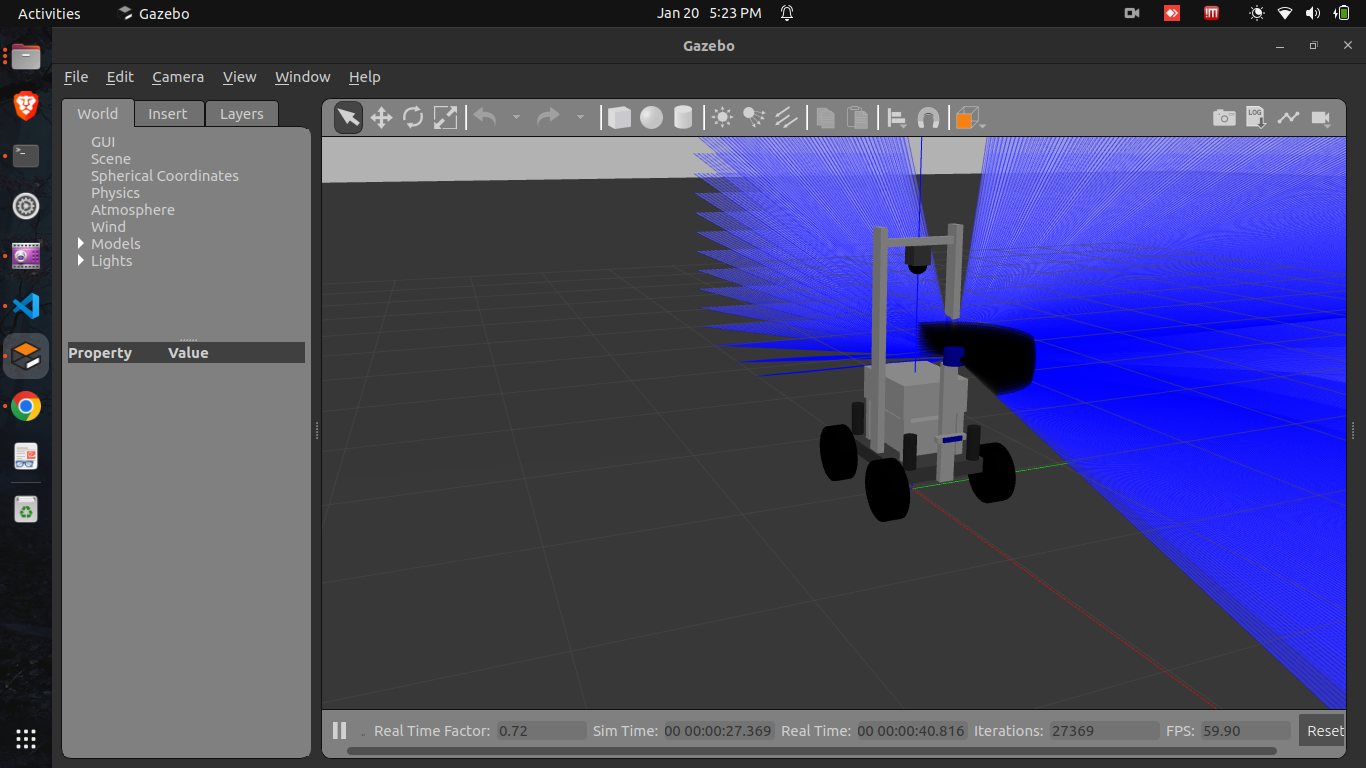 Activities Gazebo Jan 20 5:23 PM
Gazebo
File Edit Camera View Window Help
World Insert Layers
GUI
Scene
Spherical Coordinates
Physics
Atmosphere
Wind
Models
Lights
Property Value
LOG
Real Time Factor: 0.72 Sim Time: 00 00:00:27.369 Real Time: 00 00:00:40.816 Iterations: 27369 FPS: 59.90 Reset